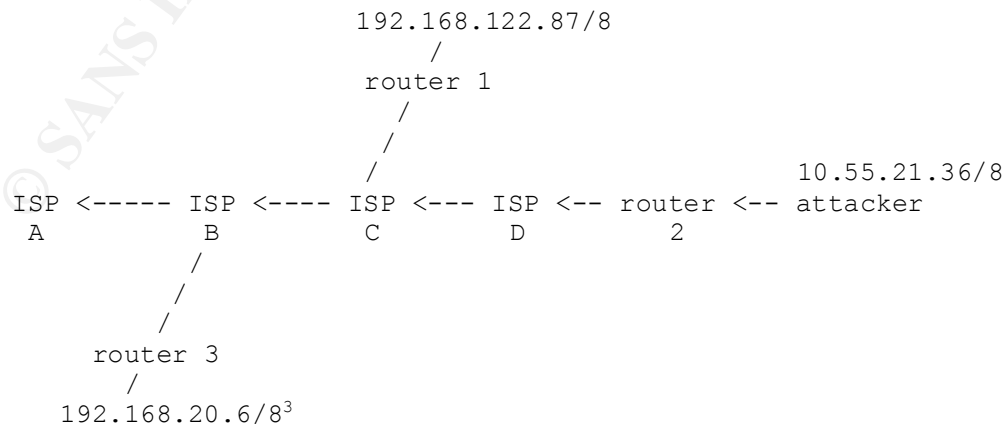 192.168.122.87/8
/
router 1
/
/
/
10.55.21.36/8
ISP <----- ISP <---- ISP <--- ISP <-- router <-- attacker
A B C D 2
/
/
/
router 3
/
192.168.20.6/8³
© SANS